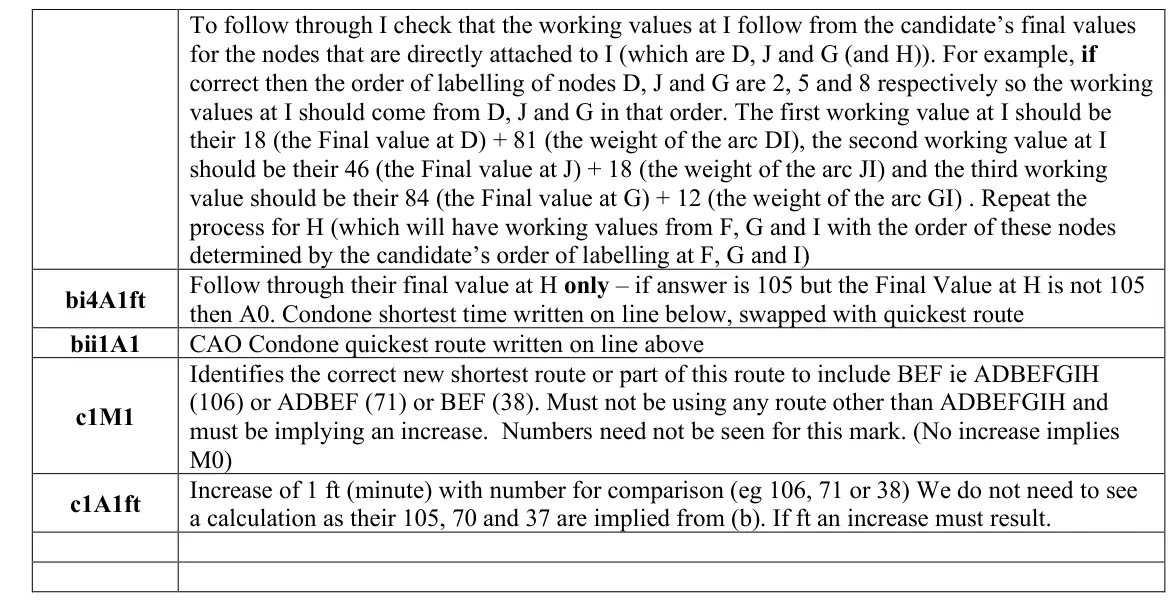 To follow through I check that the working values at I follow from the candidate's final values
for the nodes that are directly attached to I (which are D, J and G (and H)). For example, if
correct then the order of labelling of nodes D, J and G are 2, 5 and 8 respectively so the working
values at I should come from D, J and G in that order. The first working value at I should be
their 18 (the Final value at D) + 81 (the weight of the arc DI), the second working value at I
should be their 46 (the Final value at J) + 18 (the weight of the arc JI) and the third working
value should be their 84 (the Final value at G) + 12 (the weight of the arc GI) . Repeat the
process for H (which will have working values from F, G and I with the order of these nodes
determined by the candidate's order of labelling at F, G and I)
bi4A1ft
Follow through their final value at H only – if answer is 105 but the Final Value at H is not 105
then A0. Condone shortest time written on line below, swapped with quickest route
bii1A1
CAO Condone quickest route written on line above
c1M1
Identifies the correct new shortest route or part of this route to include BEF ie ADBEFGIH
(106) or ADBEF (71) or BEF (38). Must not be using any route other than ADBEFGIH and
must be implying an increase. Numbers need not be seen for this mark. (No increase implies
M0)
c1A1ft
Increase of 1 ft (minute) with number for comparison (eg 106, 71 or 38) We do not need to see
a calculation as their 105, 70 and 37 are implied from (b). If ft an increase must result.